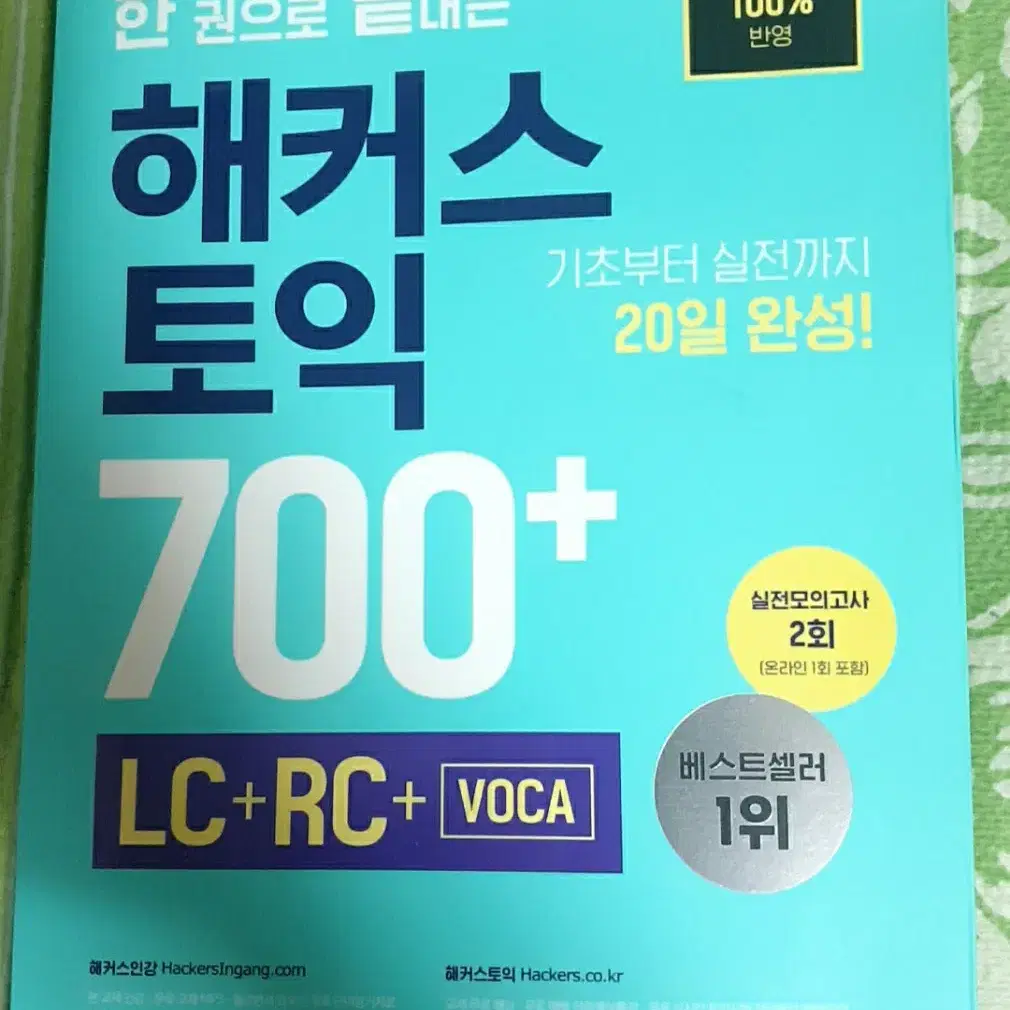 한 권으로 끝내는
100%
반영
해커스
토익
기초부터 실전까지
20일 완성!
700+
실전모의고사
2회
(온라인 1회 포함)
LC+RC+ VOCA
베스트셀러
1위
해커스인강 HackersIngang.com
해커스토익 Hackers.co.kr